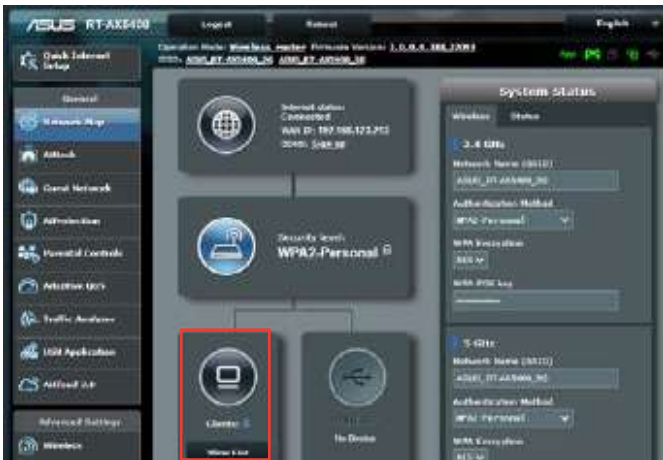 ASUS RT-AX5400
Logout
Reboot
English
Operation Mode: Wireless router Firmware Version:
SSID:
Quick Internet
Setup
General
Network Map
AiMesh
Guest Network
AiProtection
Parental Controls
Adaptive QoS
Traffic Analyzer
USB Application
AiCloud 2.0
Advanced Settings
Wireless
Internet status:
Connected
WAN IP:
DDNS:
Security level:
WPA2-Personal
Clients:
View List
No Device
System Status
Wireless
Status
2.4 GHz
Network Name (SSID)
Authentication Method
WPA2-Personal
WPA Encryption
AES
WPA-PSK key
5 GHz
Network Name (SSID)
Authentication Method
WPA2-Personal
WPA Encryption
AES